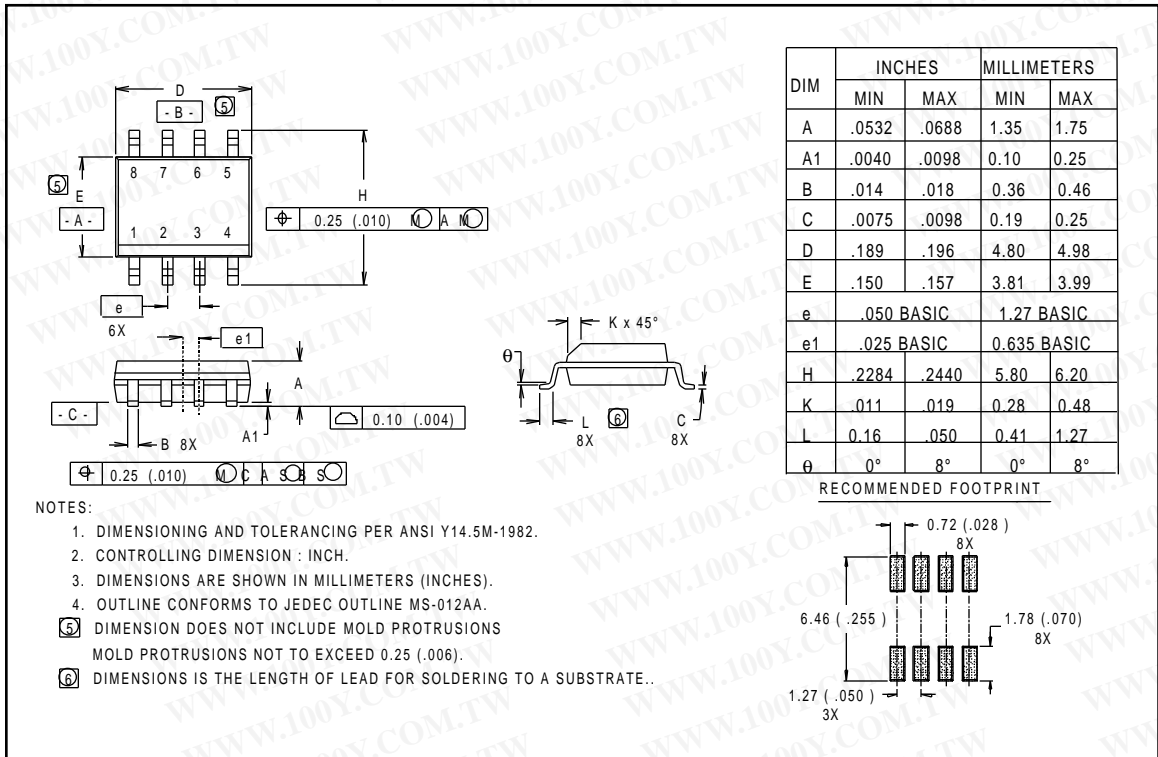 D
- B -
5
8 7 6 5
5
E
- A -
H
0.25 (.010) M A M
1 2 3 4
e
6X
e1
A
- C -
A1
B 8X
0.10 (.004)
0.25 (.010) M C A S B S
K x 45°
θ
L
8X
6
C
8X
DIM INCHES MILLIMETERS
MIN MAX MIN MAX
A .0532 .0688 1.35 1.75
A1 .0040 .0098 0.10 0.25
B .014 .018 0.36 0.46
C .0075 .0098 0.19 0.25
D .189 .196 4.80 4.98
E .150 .157 3.81 3.99
e .050 BASIC 1.27 BASIC
e1 .025 BASIC 0.635 BASIC
H .2284 .2440 5.80 6.20
K .011 .019 0.28 0.48
L 0.16 .050 0.41 1.27
θ 0° 8° 0° 8°
RECOMMENDED FOOTPRINT
0.72 (.028 )
8X
6.46 ( .255 )
1.78 (.070)
8X
1.27 ( .050 )
3X
NOTES:
1. DIMENSIONING AND TOLERANCING PER ANSI Y14.5M-1982.
2. CONTROLLING DIMENSION : INCH.
3. DIMENSIONS ARE SHOWN IN MILLIMETERS (INCHES).
4. OUTLINE CONFORMS TO JEDEC OUTLINE MS-012AA.
5 DIMENSION DOES NOT INCLUDE MOLD PROTRUSIONS
MOLD PROTRUSIONS NOT TO EXCEED 0.25 (.006).
6 DIMENSIONS IS THE LENGTH OF LEAD FOR SOLDERING TO A SUBSTRATE..
WWW.100Y.COM.TW